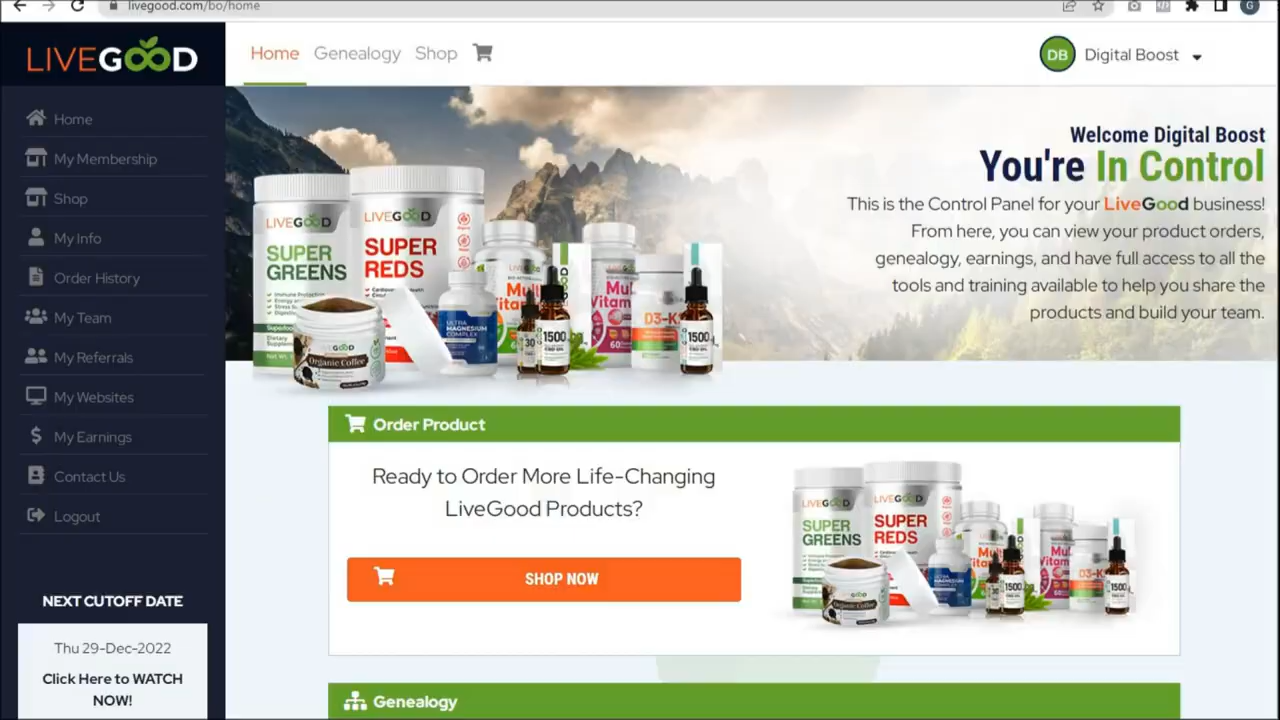 livegood.com/bo/home
G
LIVEGOOD
Home
Genealogy
Shop
DB
Digital Boost
Home
My Membership
Shop
My Info
Order History
My Team
My Referrals
My Websites
My Earnings
Contact Us
Logout
NEXT CUTOFF DATE
Thu 29-Dec-2022
Click Here to WATCH
NOW!
Welcome Digital Boost
You're In Control
This is the Control Panel for your LiveGood business!
From here, you can view your product orders,
genealogy, earnings, and have full access to all the
tools and training available to help you share the
products and build your team.
LIVEGOOD
SUPER
GREENS
LIVEGOOD
SUPER
REDS
LIVEGOOD
Organic Coffee
ULTRA
MAGNESIUM
COMPLEX
1500
D3-K
1500
Order Product
Ready to Order More Life-Changing
LiveGood Products?
SHOP NOW
LIVEGOOD
SUPER
GREENS
LIVEGOOD
SUPER
REDS
Organic Coffee
1500
1500
Genealogy